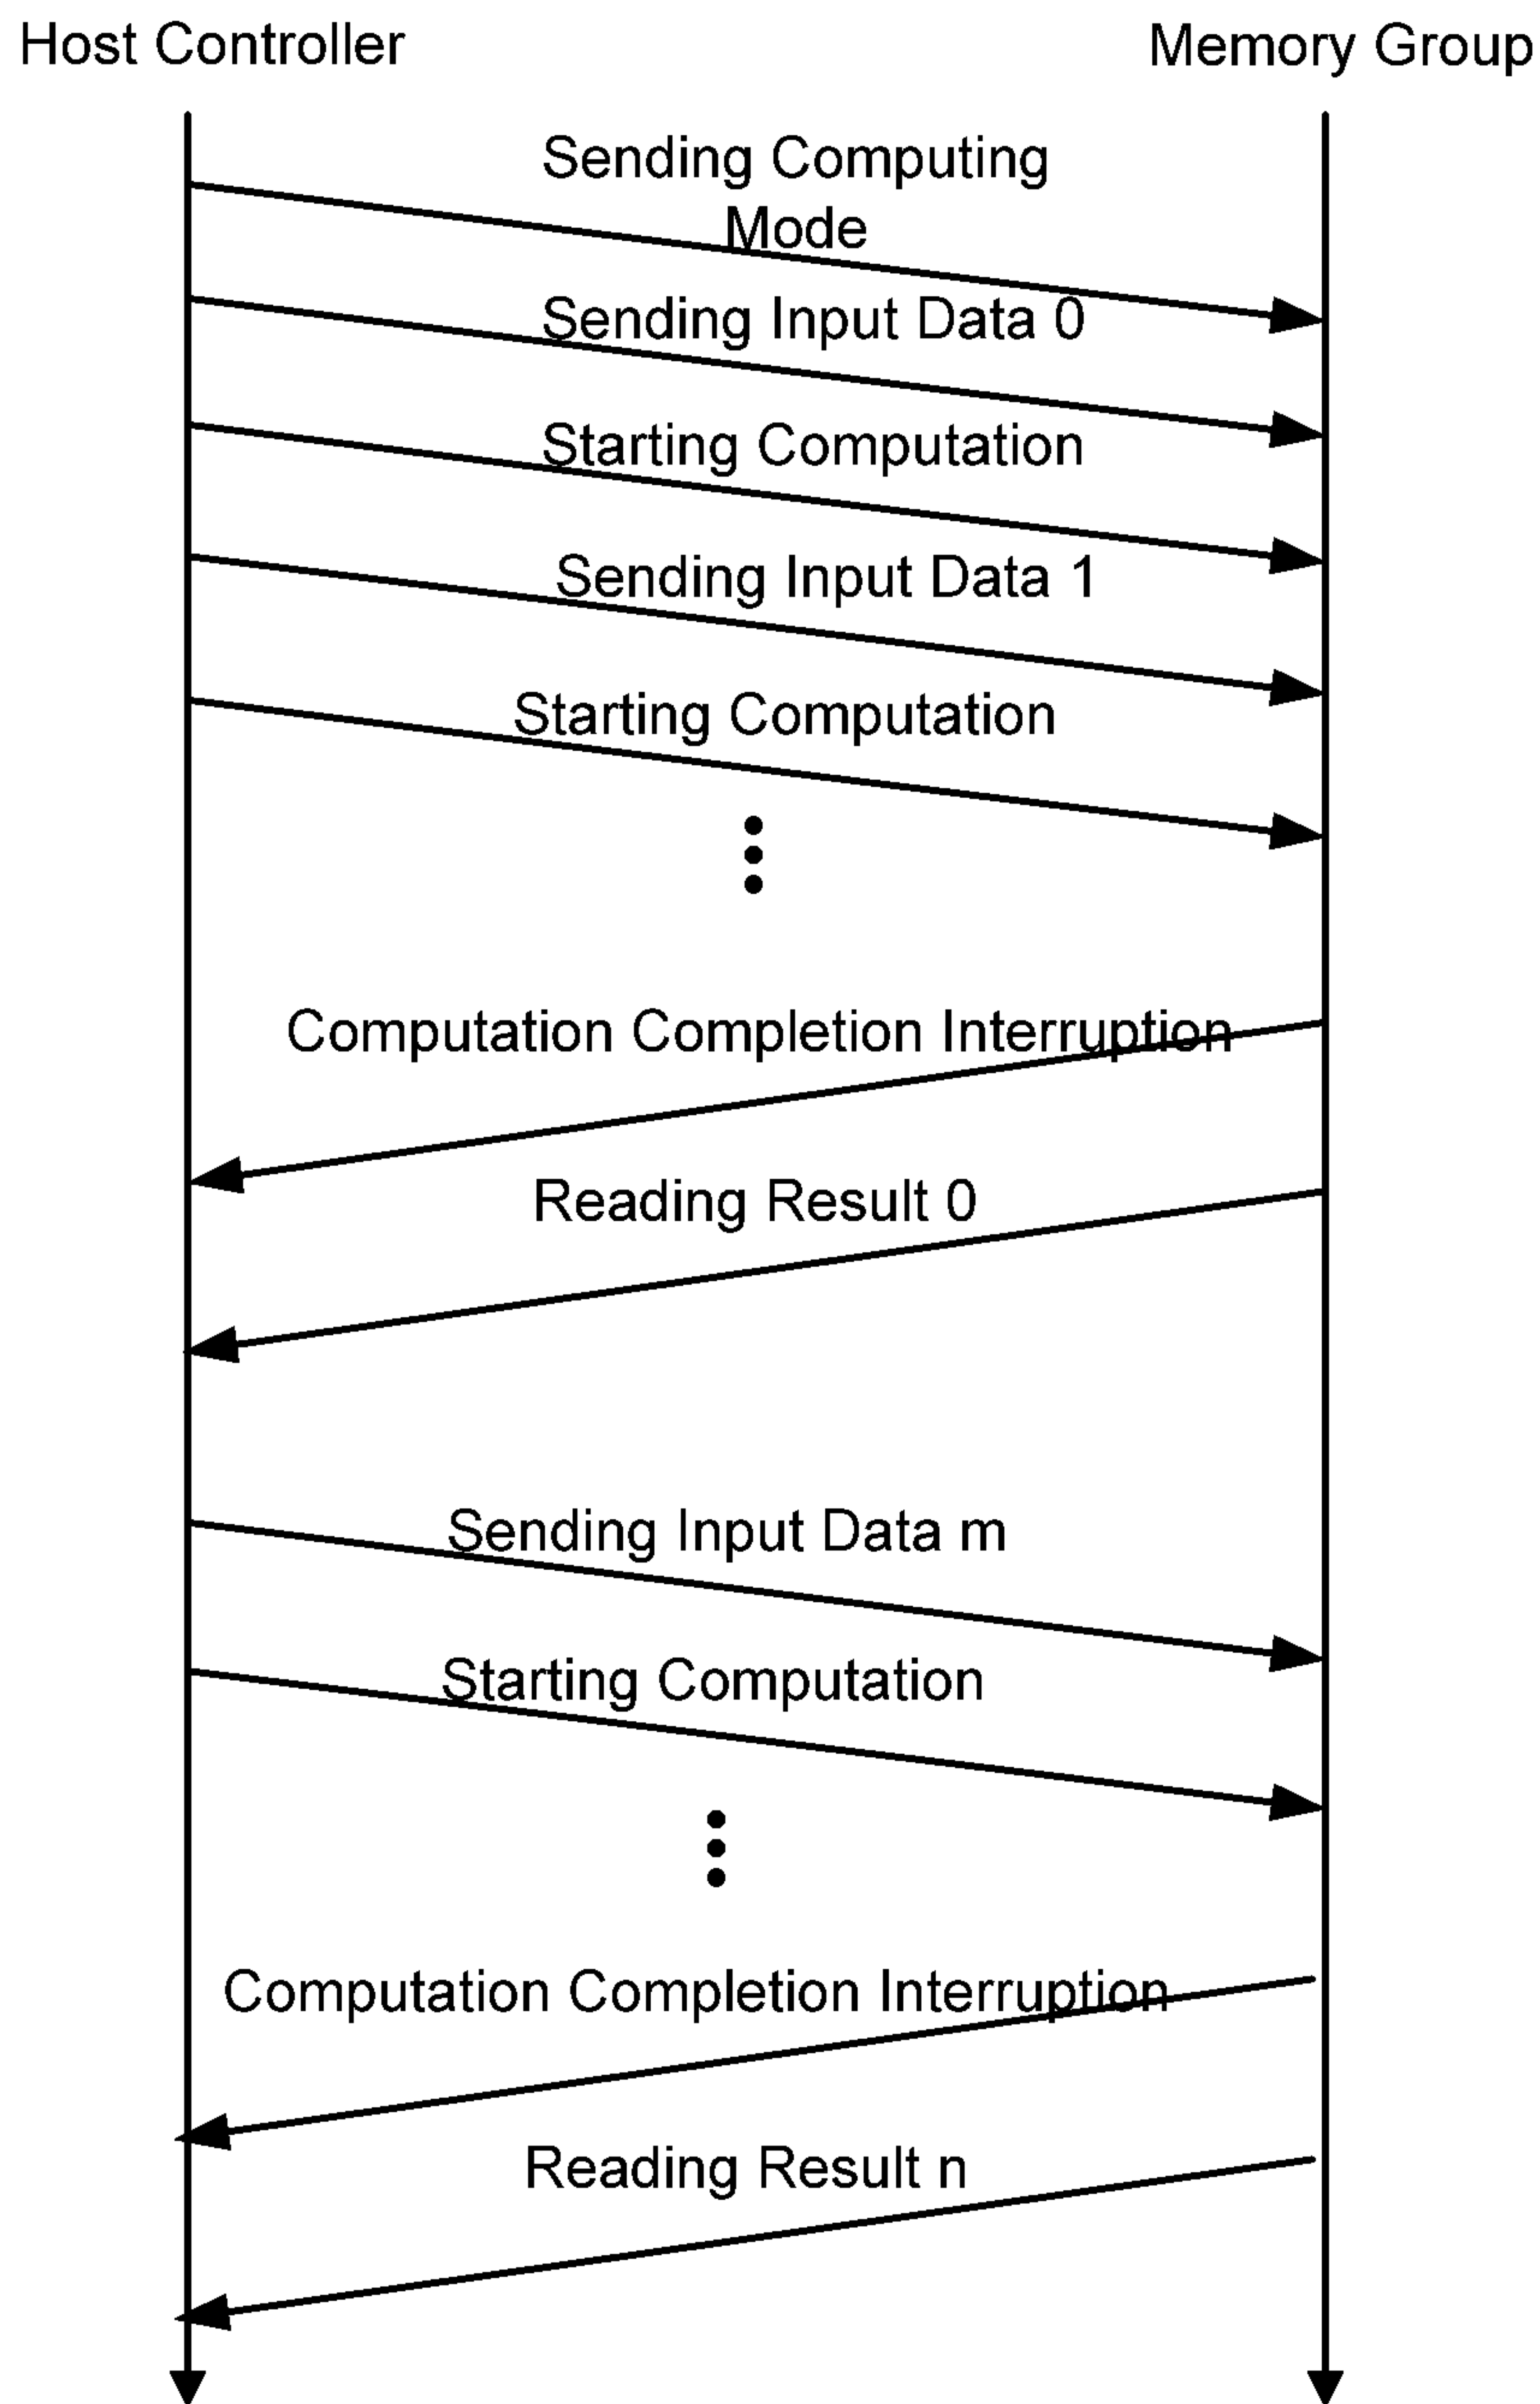 Host Controller
Memory Group
Sending Computing
Mode
Sending Input Data 0
Starting Computation
Sending Input Data 1
Starting Computation
Computation Completion Interruption
Reading Result 0
Sending Input Data m
Starting Computation
Computation Completion Interruption
Reading Result n